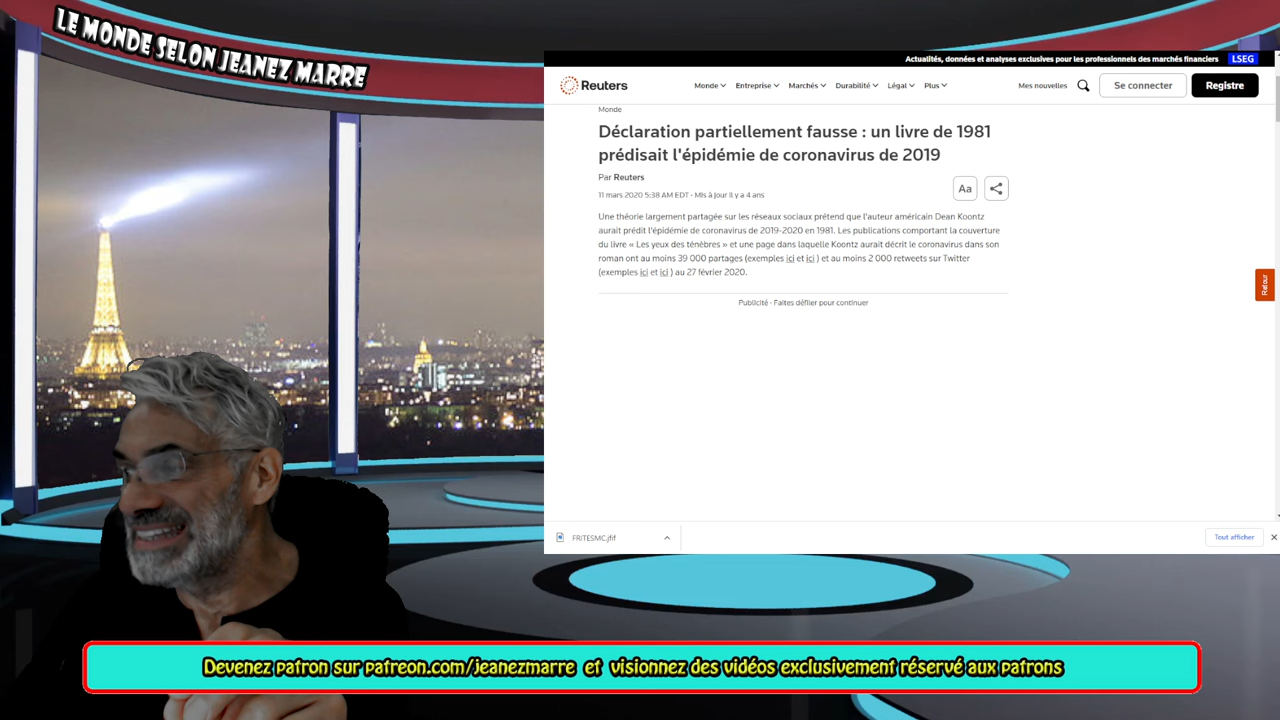 LE MONDE SELON JEANEZ MARRE
Actualités, données et analyses exclusives pour les professionnels des marchés financiers LSEG
Reuters Monde Entreprise Marchés Durabilité Légal Plus Mes nouvelles Se connecter Registre
Monde
Déclaration partiellement fausse : un livre de 1981
prédisait l'épidémie de coronavirus de 2019
Par Reuters
11 mars 2020 5:38 AM EDT · Mis à jour il y a 4 ans
Aa
Une théorie largement partagée sur les réseaux sociaux prétend que l'auteur américain Dean Koontz
aurait prédit l'épidémie de coronavirus de 2019-2020 en 1981. Les publications comportant la couverture
du livre « Les yeux des ténèbres » et une page dans laquelle Koontz aurait décrit le coronavirus dans son
roman ont au moins 39 000 partages (exemples ici et ici ) et au moins 2 000 retweets sur Twitter
(exemples ici et ici ) au 27 février 2020.
Retour
Publicité · Faites défiler pour continuer
FRITESMC.jfif
Tout afficher
Devenez patron sur patreon.com/jeanezmarre et visionnez des vidéos exclusivement réservé aux patrons